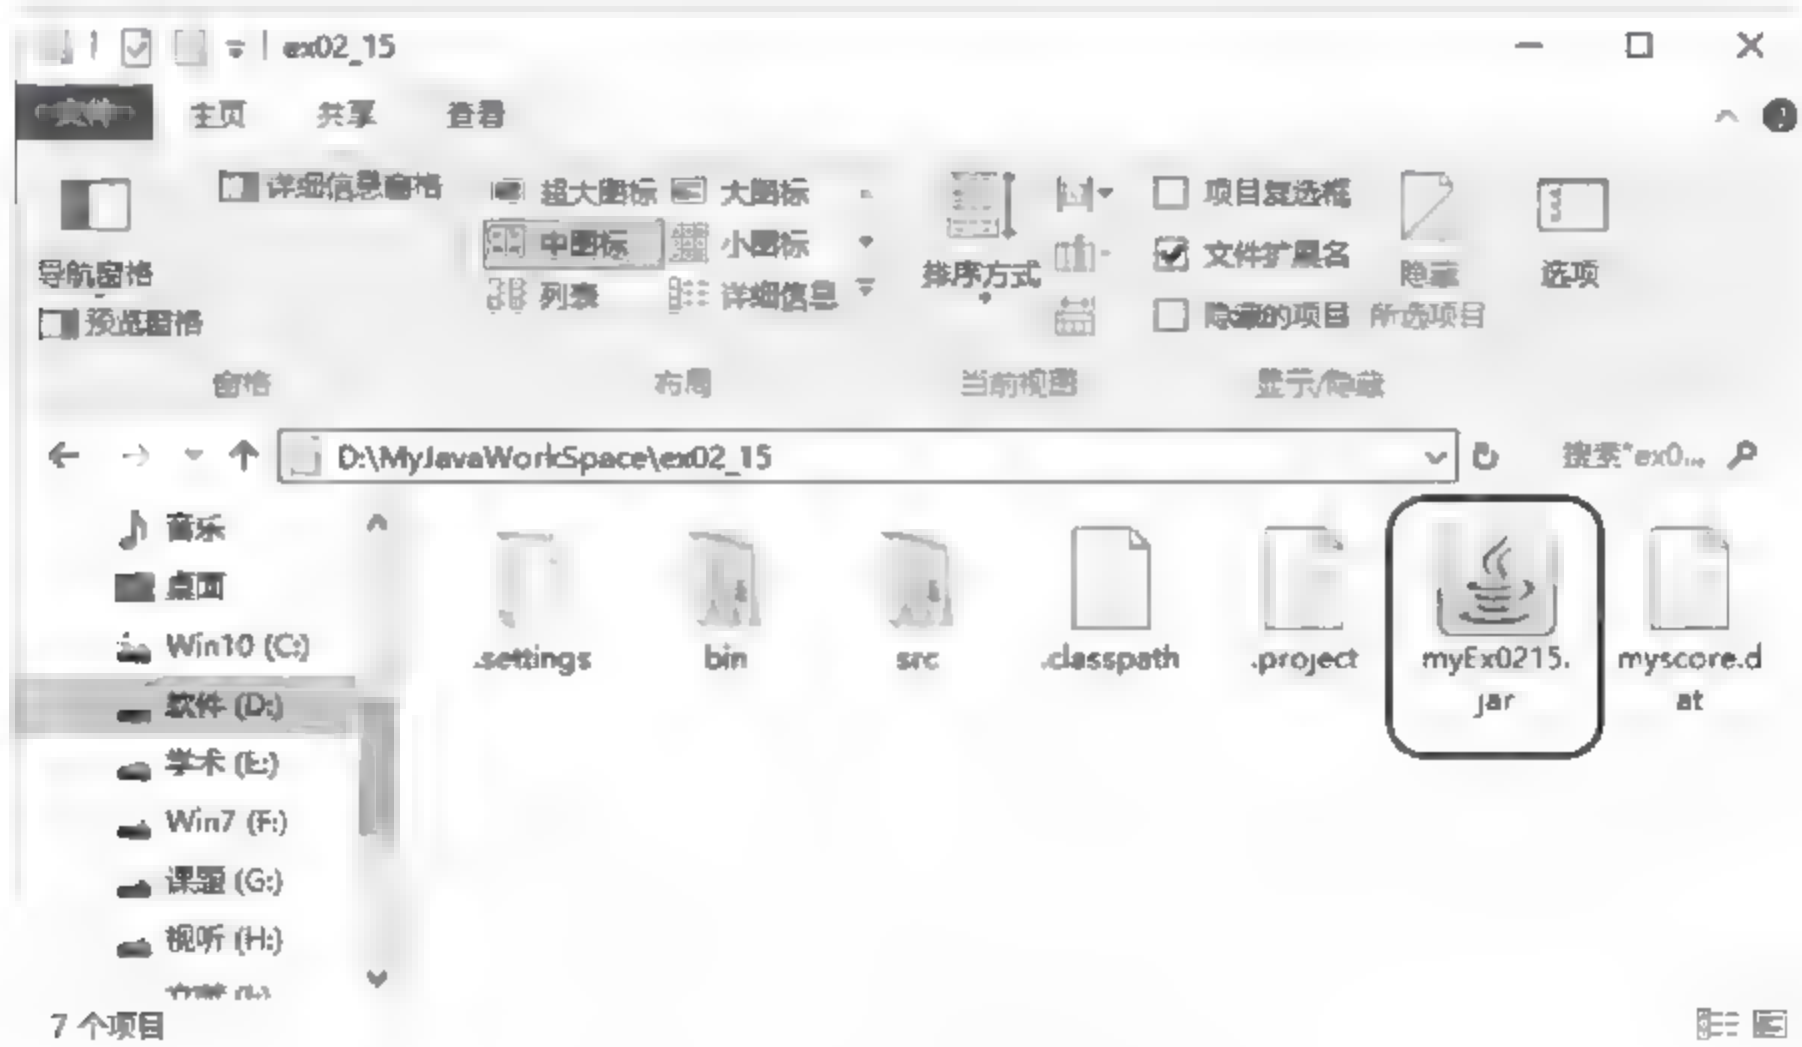 ex02_15
文件 主页 共享 查看
详细信息窗格 超大图标 大图标 项目复选框
中图标 小图标 文件扩展名
导航窗格 排序方式 隐藏 选项
列表 详细信息
预览窗格 隐藏的项目 所选项目
窗格 布局 当前视图 显示/隐藏
D:\MyJavaWorkSpace\ex02_15 搜索"ex0...
音乐
桌面
Win10 (C:)
.settings bin src .classpath .project myEx0215. myscore.d
jar at
软件 (D:)
学术 (E:)
Win7 (F:)
课题 (G:)
视听 (H:)
7 个项目